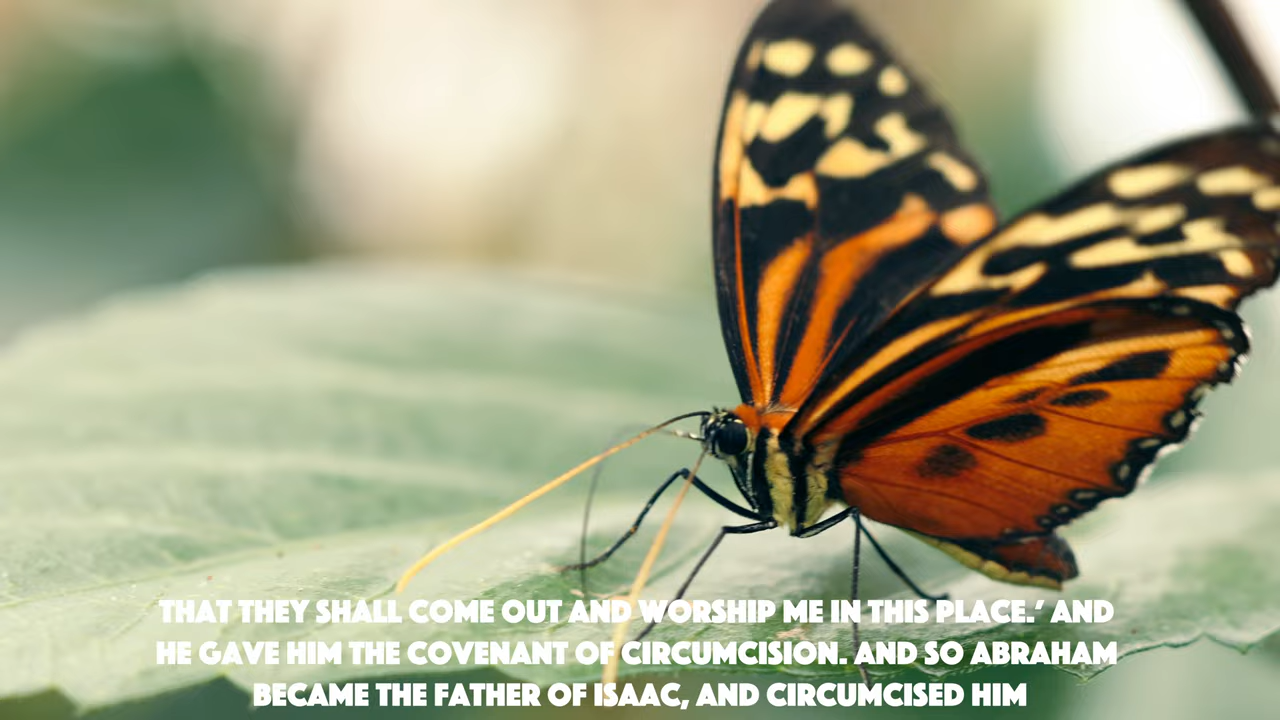 THAT THEY SHALL COME OUT AND WORSHIP ME IN THIS PLACE.’ AND
HE GAVE HIM THE COVENANT OF CIRCUMCISION. AND SO ABRAHAM
BECAME THE FATHER OF ISAAC, AND CIRCUMCISED HIM